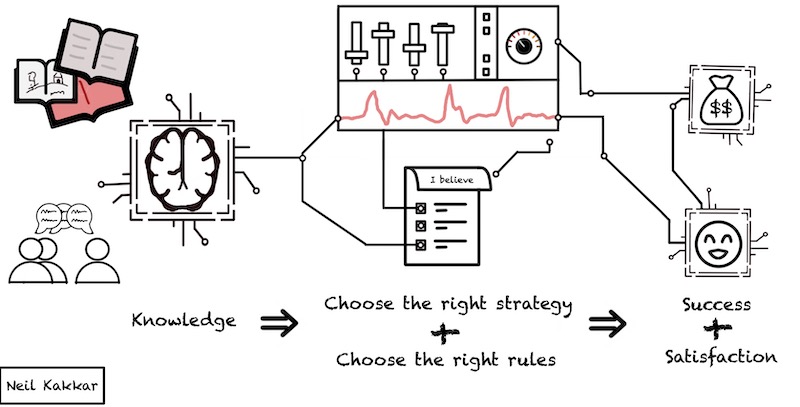 I believe
$$
Knowledge
Choose the right strategy
+
Choose the right rules
Success
+
Satisfaction
Neil Kakkar